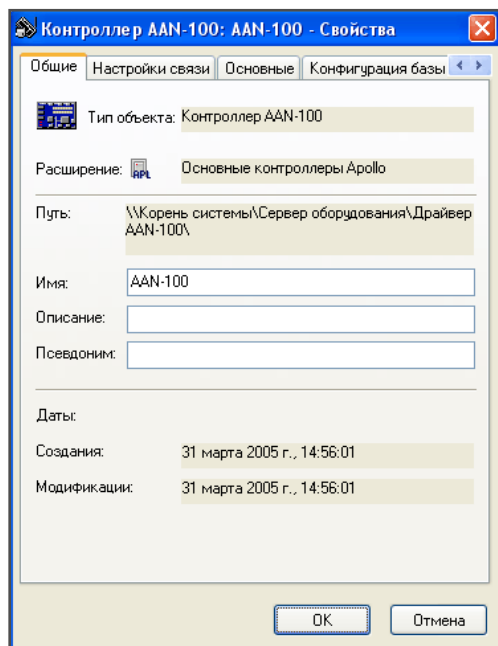 Контроллер AAN-100: AAN-100 - Свойства
Общие Настройки связи Основные Конфигурация базы
Тип объекта: Контроллер AAN-100
Расширение: APL Основные контроллеры Apollo
Путь: \\Корень системы\Сервер оборудования\Драйвер
AAN-100\
Имя: AAN-100
Описание:
Псевдоним:
Даты:
Создания: 31 марта 2005 г., 14:56:01
Модификации: 31 марта 2005 г., 14:56:01
OK Отмена